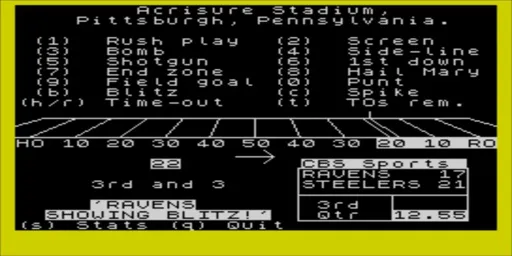 Acrisure Stadium,
Pittsburgh, Pennsylvania.
(1) Rush play (2) Screen
(3) Bomb (4) Side-line
(5) Shotgun (6) 1st down
(7) End zone (8) Hail Mary
(9) Field goal (0) Punt
(b) Blitz (c) Spike
(h/r) Time-out (t) TOs rem.
HO 10 20 30 40 50 40 30 20 10 RO
22 CBS Sports
RAVENS 17
3rd and 3 STEELERS 21
'RAVENS 3rd
SHOWING BLITZ!' Qtr 12.55
(s) Stats (q) Quit